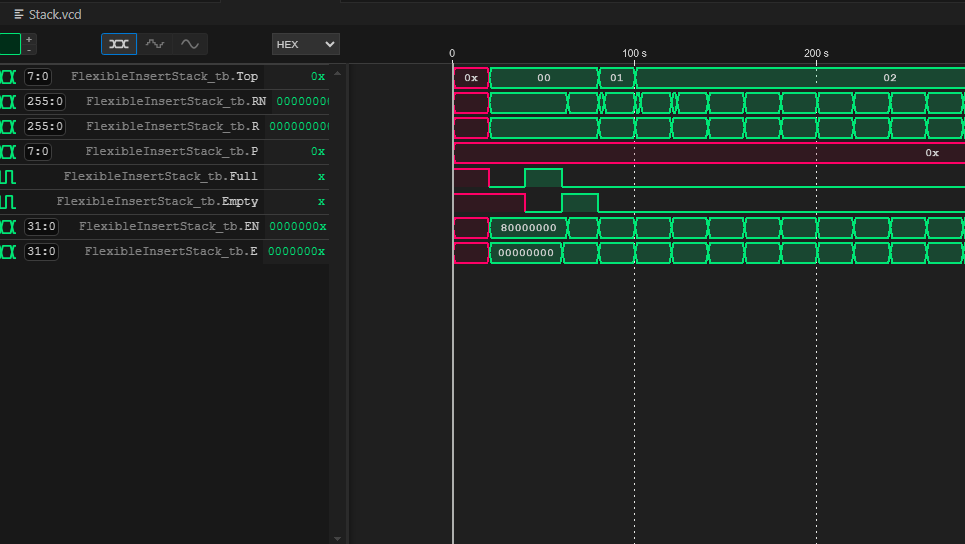 Stack.vcd
+
-
HEX
0 100 s 200 s
7:0 FlexibleInsertStack_tb.Top 0x 0x 00 01 02
255:0 FlexibleInsertStack_tb.RN 00000000
255:0 FlexibleInsertStack_tb.R 000000000
7:0 FlexibleInsertStack_tb.P 0x 0x
FlexibleInsertStack_tb.Full x
FlexibleInsertStack_tb.Empty x
31:0 FlexibleInsertStack_tb.EN 0000000x 80000000
31:0 FlexibleInsertStack_tb.E 0000000x 00000000